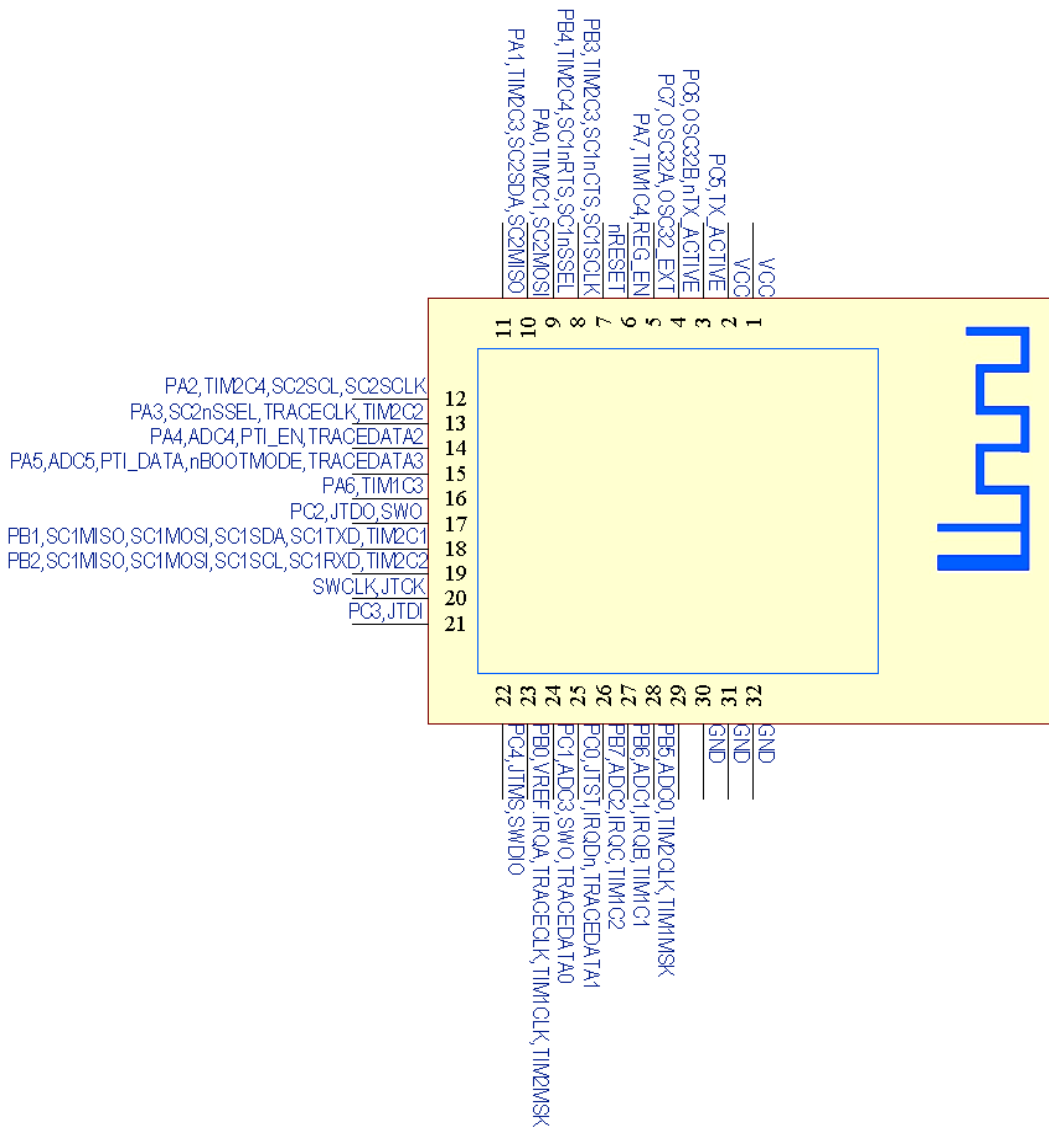 PA1,TIM2C3,SC2SDA,SC2MISO
PA0,TIM2C1,SC2MOSI
PB4,TIM2C4,SC1nRTS,SC1nSSEL
PB3,TIM2C3,SC1nCTS,SC1SCLK
nRESET
PA7,TIM1C4,REG_EN
PC7,OSC32A,OSC32_EXT
PC6,OSC32B,nTX_ACTIVE
PC5,TX_ACTIVE
VCC
VCC
11
10
9
8
7
6
5
4
3
2
1
PA2,TIM2C4,SC2SCL,SC2SCLK
12
PA3,SC2nSSEL,TRACECLK,TIM2C2
13
PA4,ADC4,PTI_EN,TRACEDATA2
14
PA5,ADC5,PTI_DATA,nBOOTMODE,TRACEDATA3
15
PA6,TIM1C3
16
PC2,JTDO,SWO
17
PB1,SC1MISO,SC1MOSI,SC1SDA,SC1TXD,TIM2C1
18
PB2,SC1MISO,SC1MOSI,SC1SCL,SC1RXD,TIM2C2
19
SWCLK,JTCK
20
PC3,JTDI
21
22
23
24
25
26
27
28
29
30
31
32
PC4,JTMS,SWDIO
PB0,VREF.IRQA,TRACECLK,TIM1CLK,TIM2MSK
PC1,ADC3,SWO,TRACEDATA0
PC0,JTST,IRQDn,TRACEDATA1
PB7,ADC2,IRQC,TIM1C2
PB6,ADC1,IRQB,TIM1C1
PB5,ADC0,TIM2CLK,TIM1MSK
GND
GND
GND